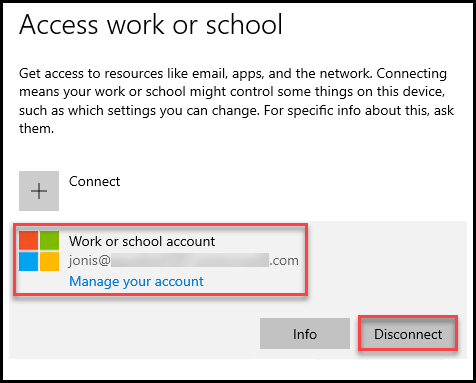 Access work or school
Get access to resources like email, apps, and the network. Connecting
means your work or school might control some things on this device,
such as which settings you can change. For specific info about this, ask
them.
Connect
Work or school account
jonis@ .com
Manage your account
Info
Disconnect